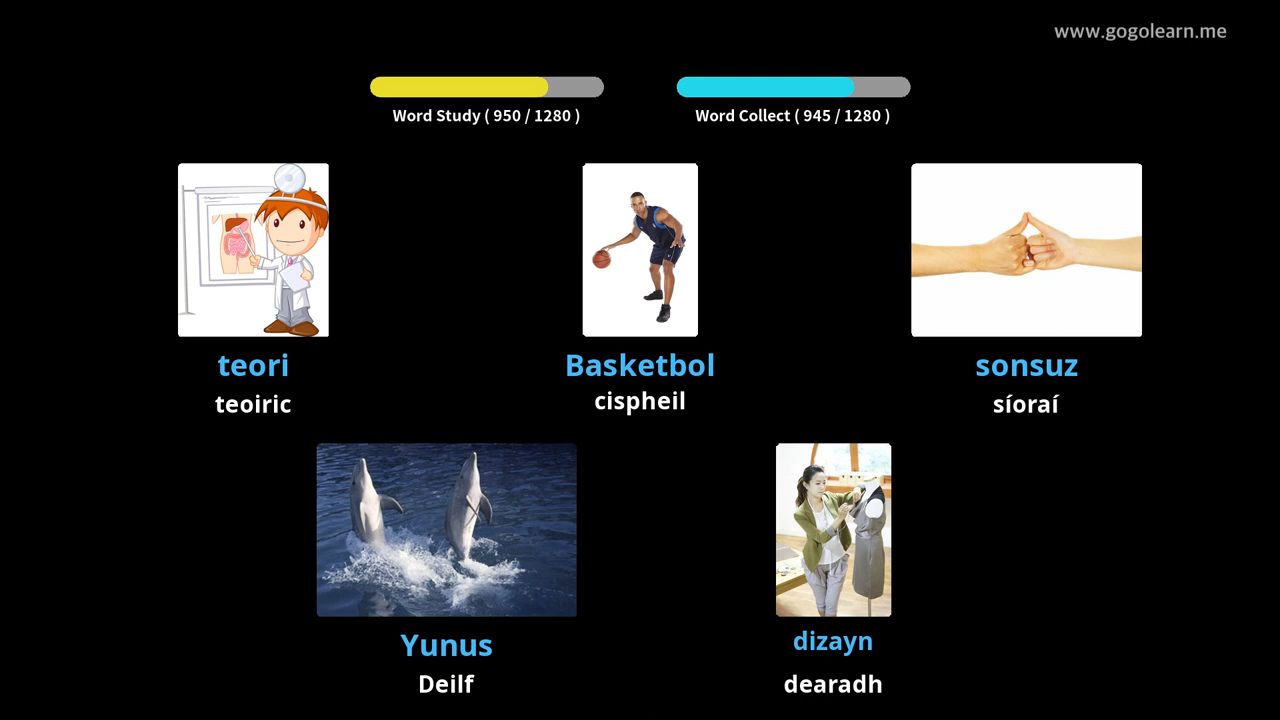 www.gogolearn.me
Word Study ( 950 / 1280 )
Word Collect ( 945 / 1280 )
teori
teoiric
Basketbol
cispheil
sonsuz
síoraí
Yunus
Deilf
dizayn
dearadh